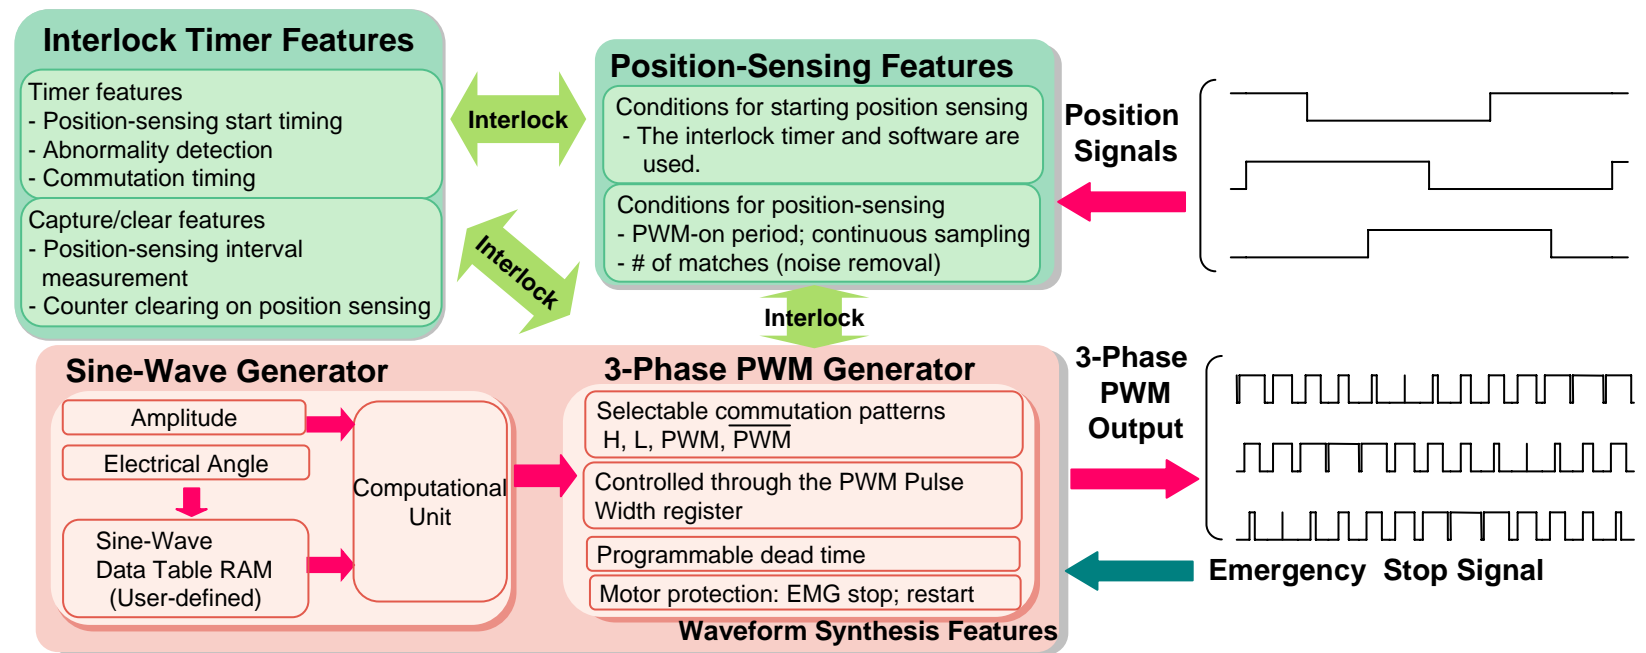 Interlock Timer Features
Timer features
- Position-sensing start timing
- Abnormality detection
- Commutation timing
Capture/clear features
- Position-sensing interval
measurement
- Counter clearing on position sensing
Interlock
Interlock
Position-Sensing Features
Conditions for starting position sensing
- The interlock timer and software are
used.
Conditions for position-sensing
- PWM-on period; continuous sampling
- # of matches (noise removal)
Interlock
Position
Signals
Sine-Wave Generator
Amplitude
Electrical Angle
Sine-Wave
Data Table RAM
(User-defined)
Computational
Unit
3-Phase PWM Generator
Selectable commutation patterns
H, L, PWM, P̅W̅M̅
Controlled through the PWM Pulse
Width register
Programmable dead time
Motor protection: EMG stop; restart
Waveform Synthesis Features
3-Phase
PWM
Output
Emergency Stop Signal